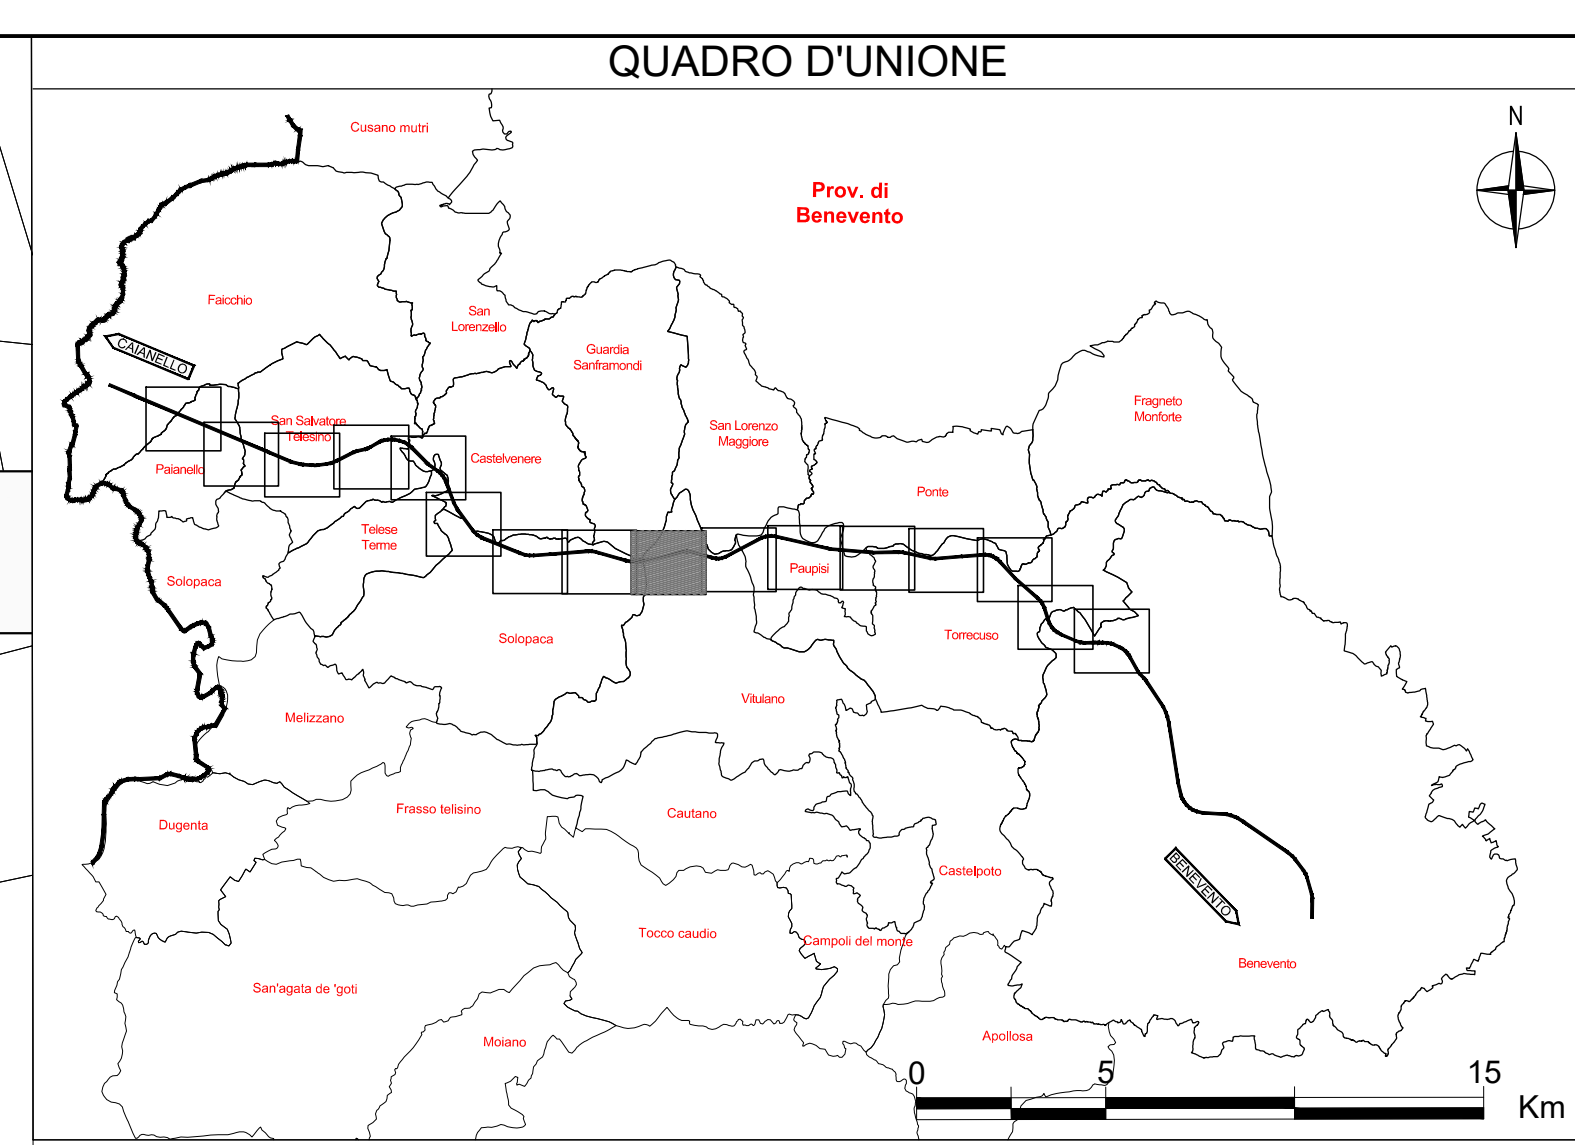 QUADRO D'UNIONE
Cusano mutri
N
Prov. di
Benevento
Faicchio
San
Lorenzello
CAIANELLO
Guardia
Sanframondi
Fragneto
Monforte
San Salvatore
Telesino
San Lorenzo
Maggiore
Castelvenere
Paianello
Ponte
Telese
Terme
Solopaca
Paupisi
Solopaca
Torrecuso
Vitulano
Melizzano
Frasso telisino
Cautano
Dugenta
Castelpoto
BENEVENTO
Tocco caudio
Campoli del monte
Benevento
San'agata de 'goti
Moiano
Apollosa
0 5 15
Km